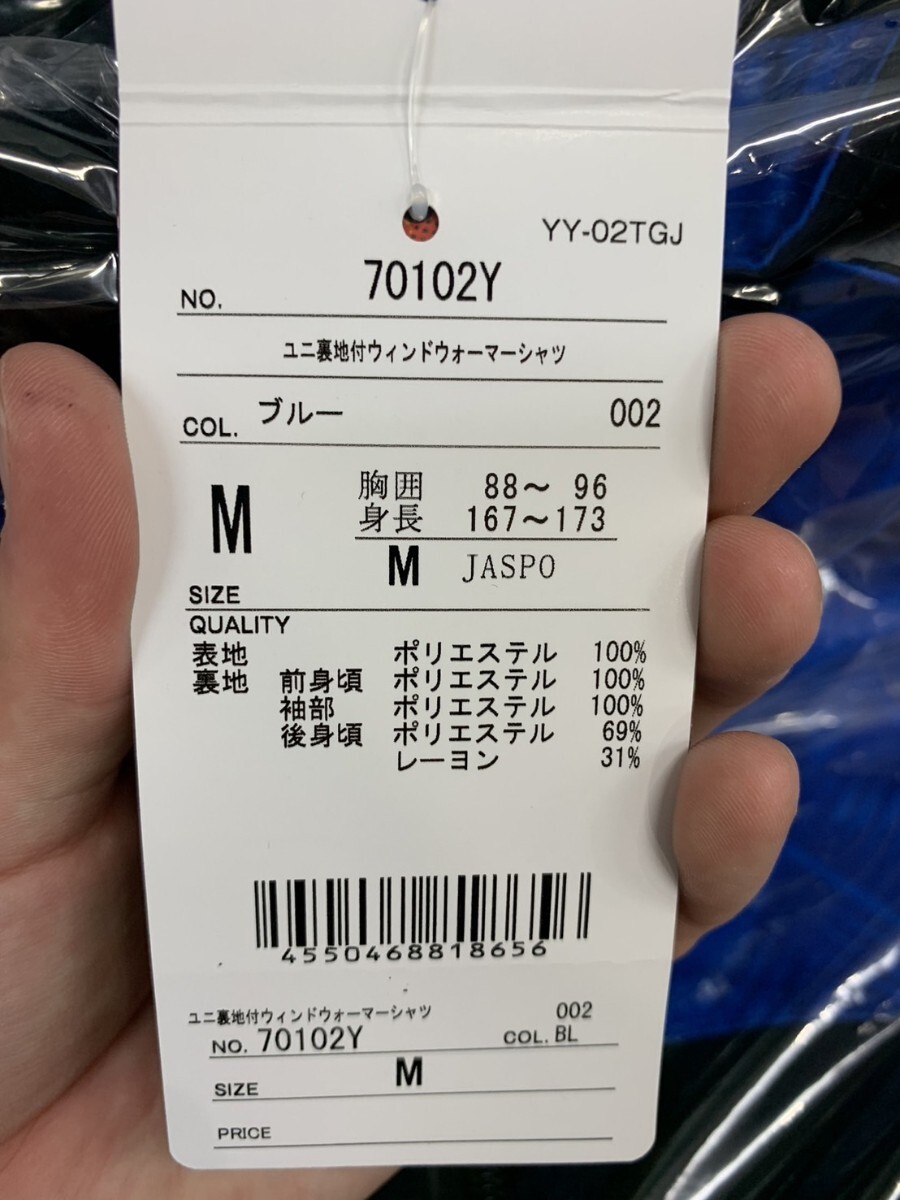 YY-02TGJ
NO. 70102Y
ユニ裏地付ウィンドウォーマーシャツ
COL. ブルー 002
M 胸囲 88～ 96
身長 167～173
M JASPO
SIZE
QUALITY
表地 ポリエステル 100%
裏地 前身頃 ポリエステル 100%
袖部 ポリエステル 100%
後身頃 ポリエステル 69%
レーヨン 31%
4550468818656
ユニ裏地付ウィンドウォーマーシャツ 002
NO. 70102Y COL. BL
SIZE M
PRICE